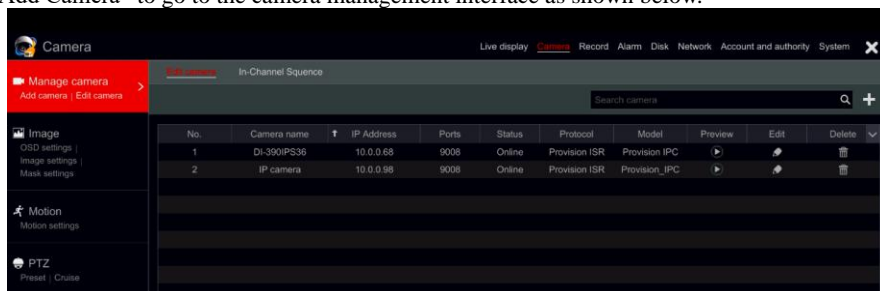 Add Camera" to go to the camera management interface as shown below.
Camera
Live display Camera Record Alarm Disk Network Account and authority System
Manage camera
Add camera | Edit camera
Edit camera In-Channel Squence
Search camera
Image
OSD settings |
Image settings |
Mask settings
Motion
Motion settings
PTZ
Preset | Cruise
No. Camera name IP Address Ports Status Protocol Model Preview Edit Delete
1 DI-390IPS36 10.0.0.68 9008 Online Provision ISR Provision IPC
2 IP camera 10.0.0.98 9008 Online Provision ISR Provision_IPC